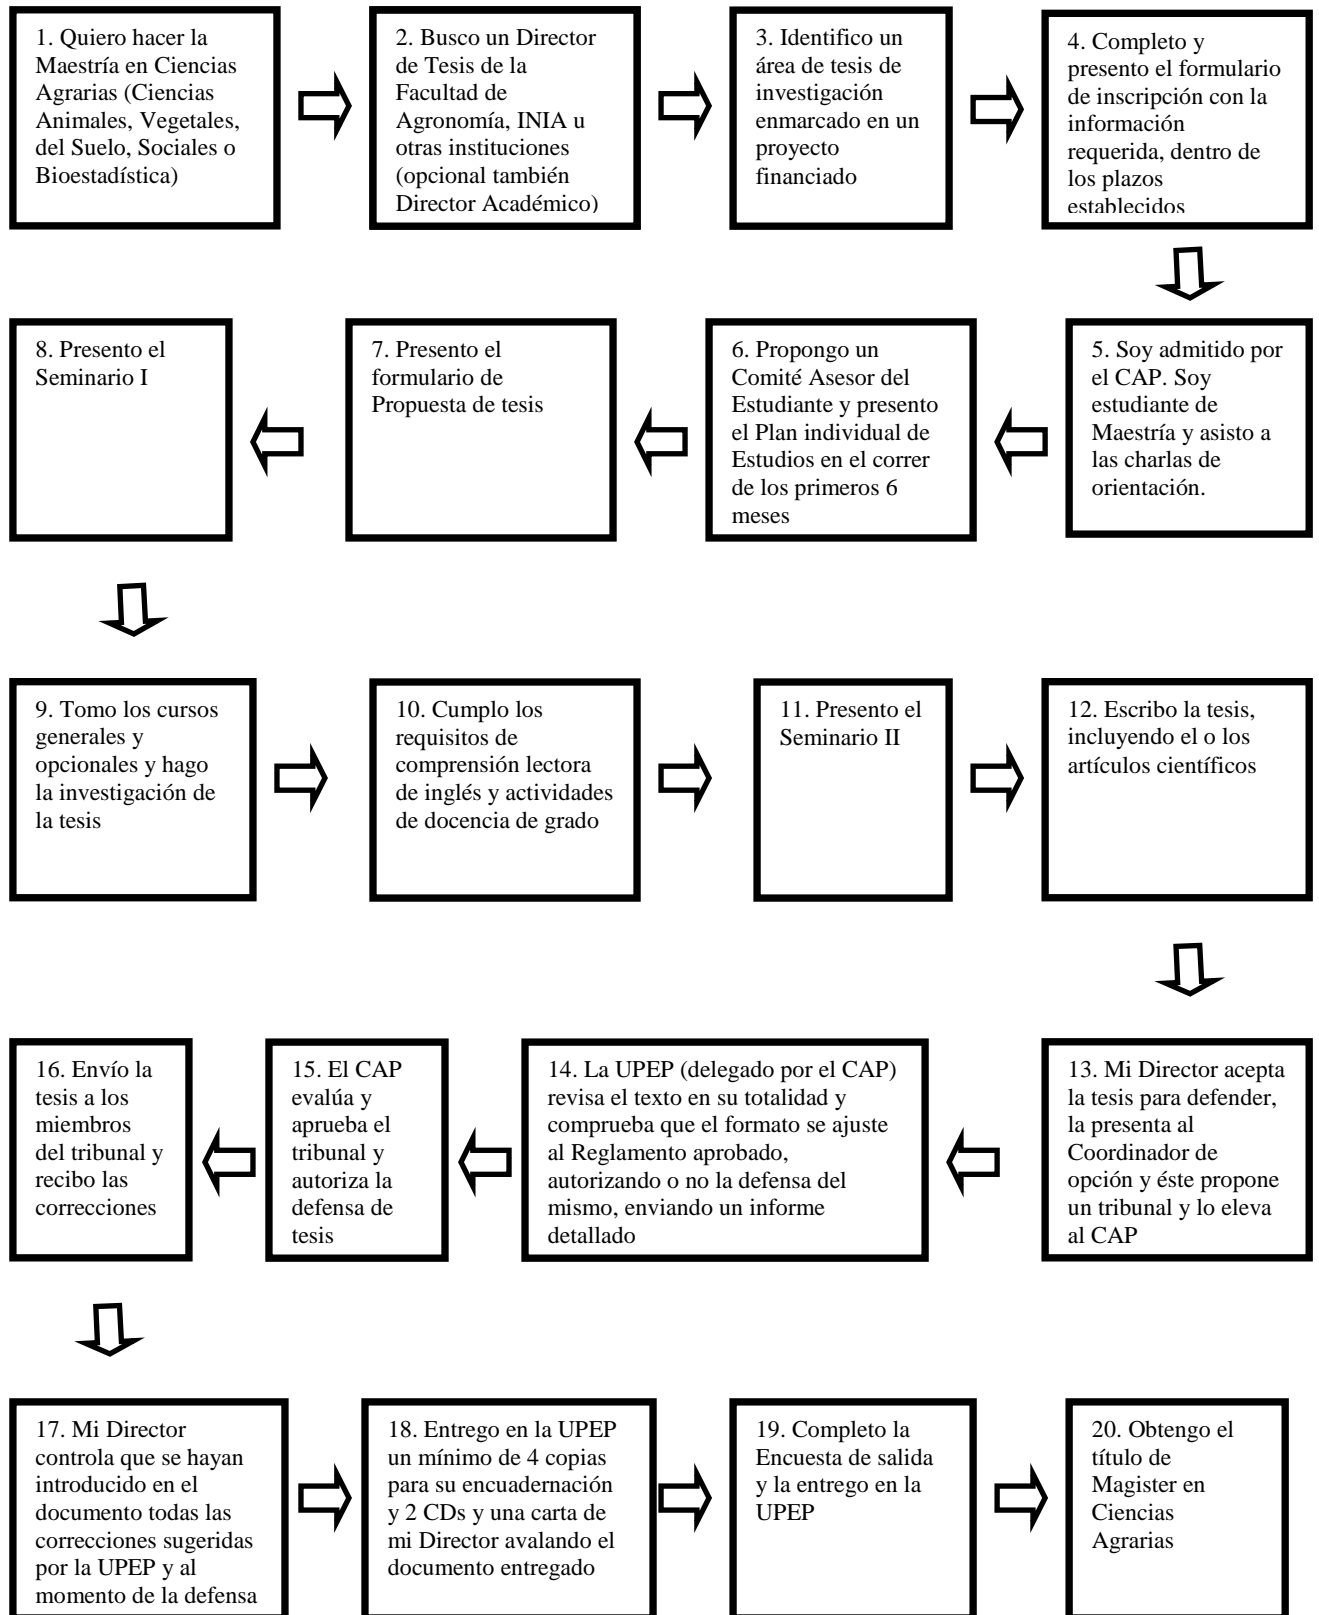 1. Quiero hacer la
Maestría en Ciencias
Agrarias (Ciencias
Animales, Vegetales,
del Suelo, Sociales o
Bioestadística)
2. Busco un Director
de Tesis de la
Facultad de
Agronomía, INIA u
otras instituciones
(opcional también
Director Académico)
3. Identifico un
área de tesis de
investigación
enmarcado en un
proyecto
financiado
4. Completo y
presento el formulario
de inscripción con la
información
requerida, dentro de
los plazos
establecidos
5. Soy admitido por
el CAP. Soy
estudiante de
Maestría y asisto a
las charlas de
orientación.
6. Propongo un
Comité Asesor del
Estudiante y presento
el Plan individual de
Estudios en el correr
de los primeros 6
meses
7. Presento el
formulario de
Propuesta de tesis
8. Presento el
Seminario I
9. Tomo los cursos
generales y
opcionales y hago
la investigación de
la tesis
10. Cumplo los
requisitos de
comprensión lectora
de inglés y actividades
de docencia de grado
11. Presento el
Seminario II
12. Escribo la tesis,
incluyendo el o los
artículos científicos
13. Mi Director acepta
la tesis para defender,
la presenta al
Coordinador de
opción y éste propone
un tribunal y lo eleva
al CAP
14. La UPEP (delegado por el CAP)
revisa el texto en su totalidad y
comprueba que el formato se ajuste
al Reglamento aprobado,
autorizando o no la defensa del
mismo, enviando un informe
detallado
15. El CAP
evalúa y
aprueba el
tribunal y
autoriza la
defensa de
tesis
16. Envío la
tesis a los
miembros
del tribunal y
recibo las
correcciones
17. Mi Director
controla que se hayan
introducido en el
documento todas las
correcciones sugeridas
por la UPEP y al
momento de la defensa
18. Entrego en la UPEP
un mínimo de 4 copias
para su encuadernación
y 2 CDs y una carta de
mi Director avalando el
documento entregado
19. Completo la
Encuesta de salida
y la entrego en la
UPEP
20. Obtengo el
título de
Magister en
Ciencias
Agrarias